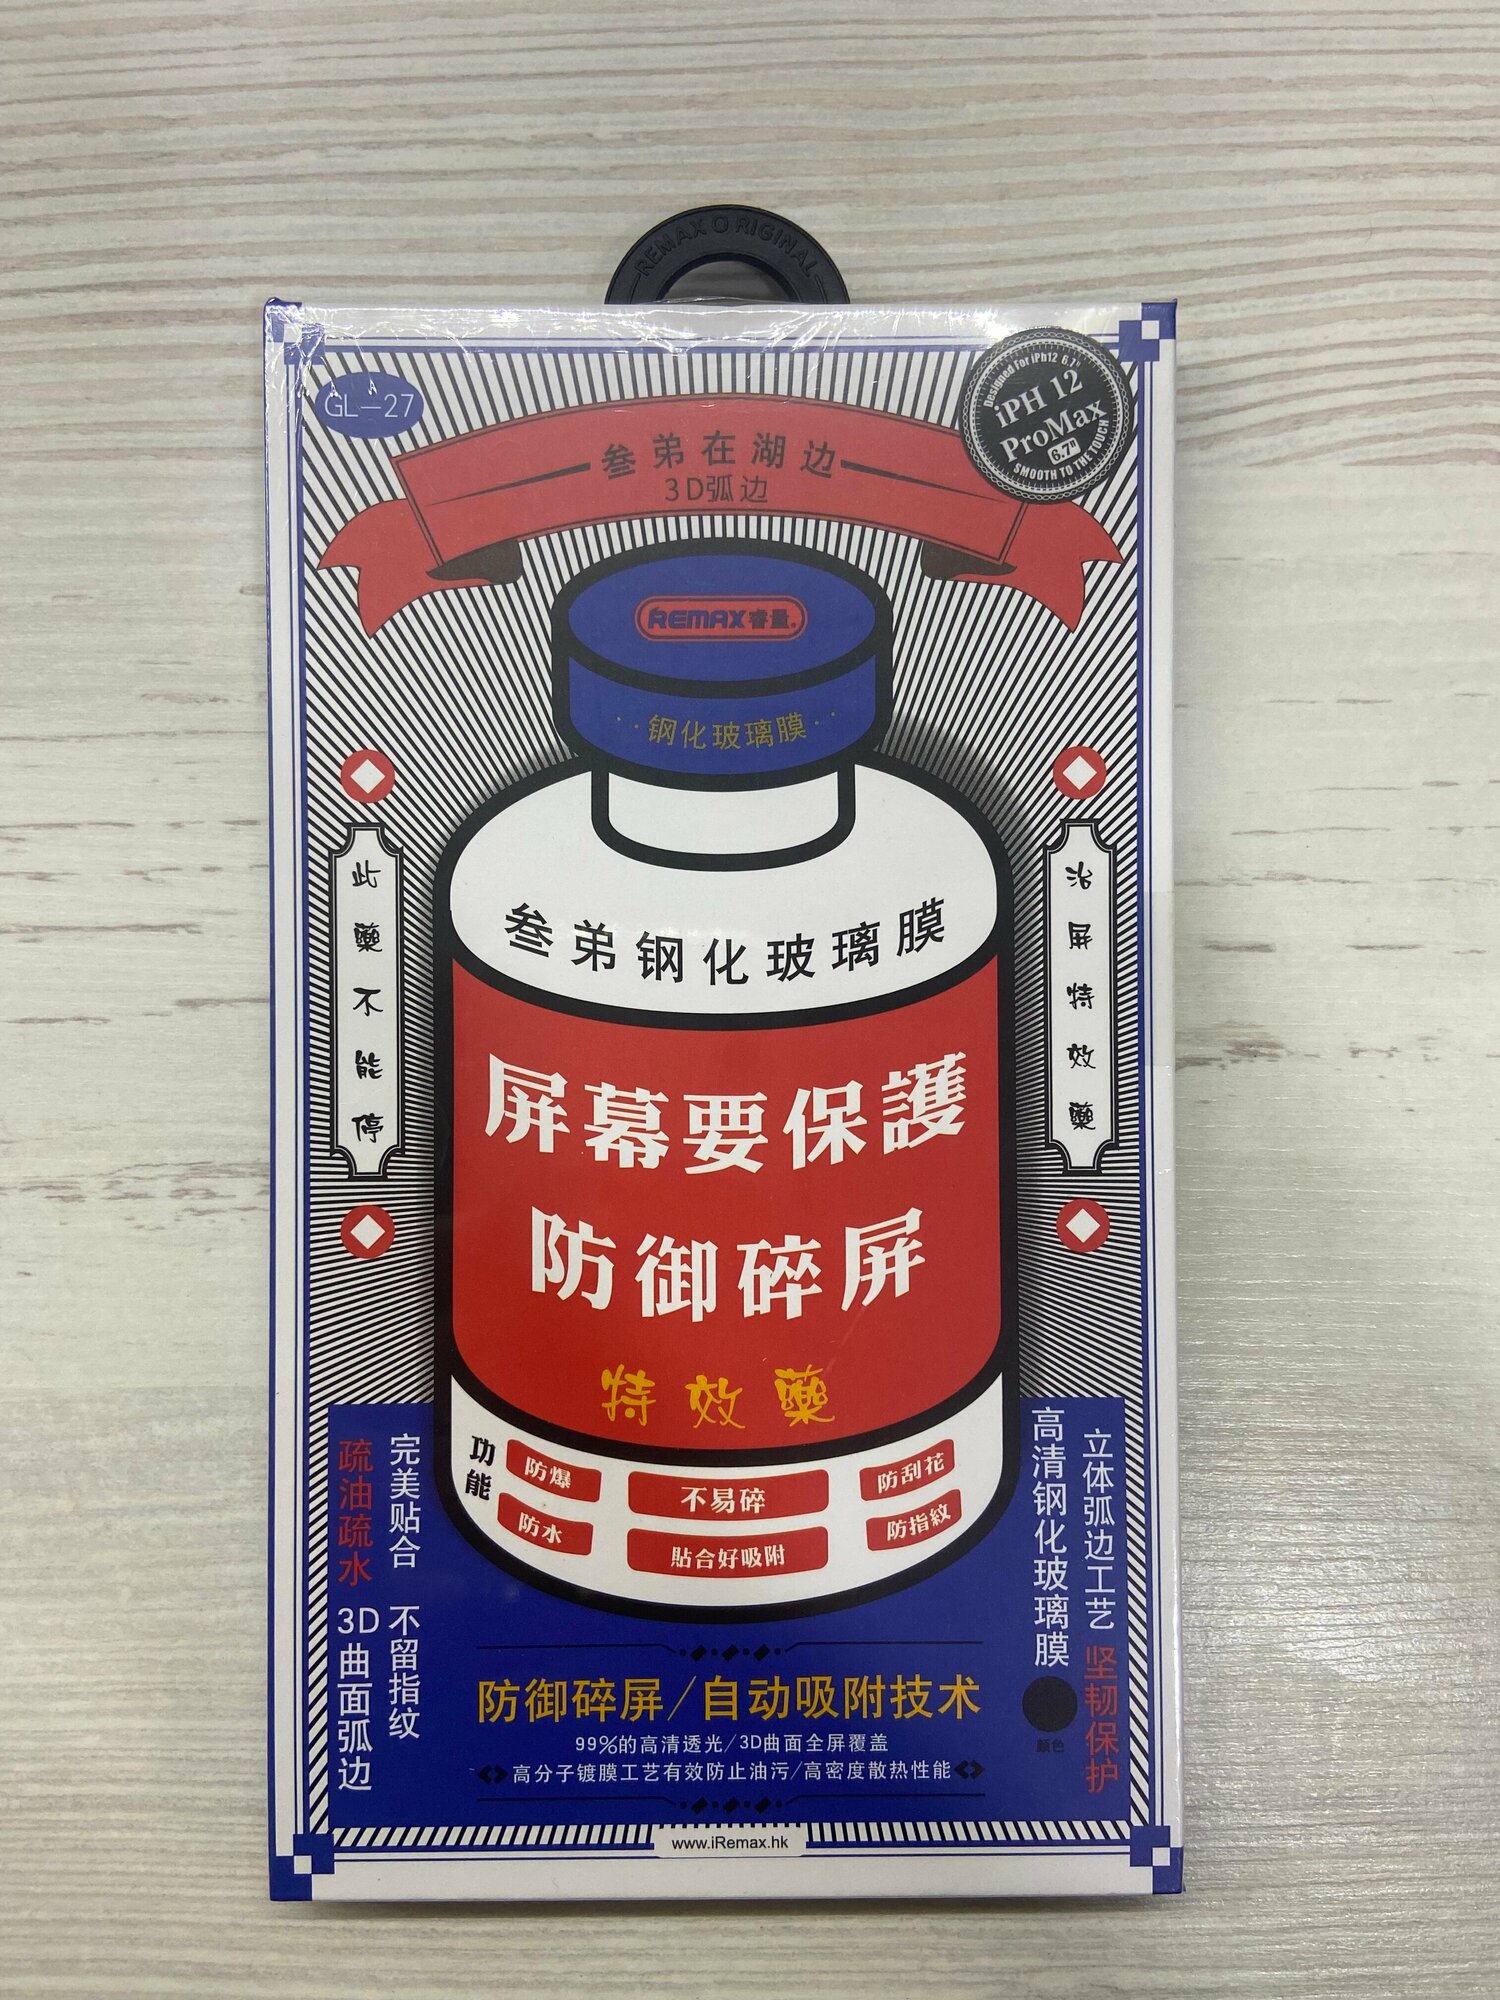 REMAX ORIGINAL
GL-27
Designed For iPh12 6.7"
iPH 12
ProMax
6.7"
SMOOTH TO THE TOUCH
叁弟在湖边
3D弧边
REMAX睿量®
钢化玻璃膜
此藥不能停
治屏特效藥
叁弟钢化玻璃膜
屏幕要保護
防御碎屏
特效藥
功能
防爆
不易碎
防刮花
防水
貼合好吸附
防指紋
完美贴合 不留指纹
疏油疏水 3D曲面弧边
立体弧边工艺 坚韧保护
高清钢化玻璃膜
颜色
防御碎屏/自动吸附技术
99%的高清透光/3D曲面全屏覆盖
高分子镀膜工艺有效防止油污/高密度散热性能
www.iRemax.hk